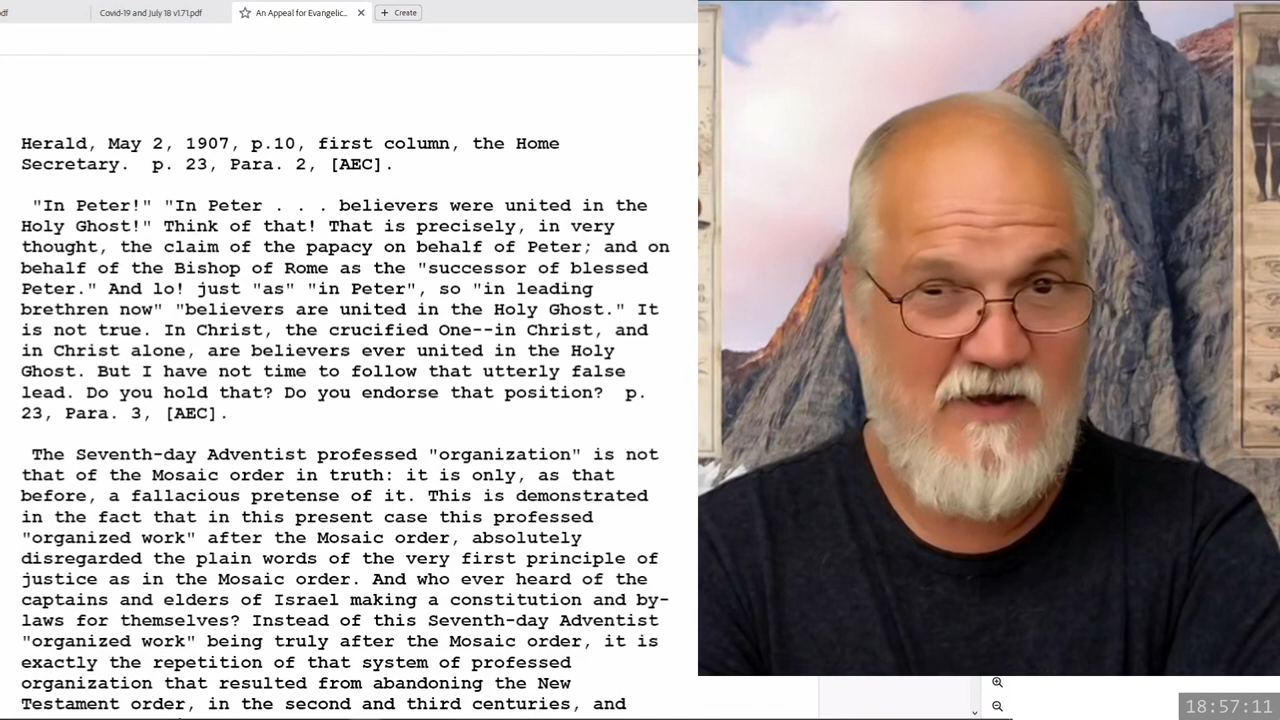 df
Covid-19 and July 18 v1.71.pdf
An Appeal for Evangelic...
Create
Herald, May 2, 1907, p.10, first column, the Home
Secretary.  p. 23, Para. 2, [AEC].
"In Peter!" "In Peter . . . believers were united in the
Holy Ghost!" Think of that! That is precisely, in very
thought, the claim of the papacy on behalf of Peter; and on
behalf of the Bishop of Rome as the "successor of blessed
Peter." And lo! just "as" "in Peter", so "in leading
brethren now" "believers are united in the Holy Ghost." It
is not true. In Christ, the crucified One--in Christ, and
in Christ alone, are believers ever united in the Holy
Ghost. But I have not time to follow that utterly false
lead. Do you hold that? Do you endorse that position?  p.
23, Para. 3, [AEC].
The Seventh-day Adventist professed "organization" is not
that of the Mosaic order in truth: it is only, as that
before, a fallacious pretense of it. This is demonstrated
in the fact that in this present case this professed
"organized work" after the Mosaic order, absolutely
disregarded the plain words of the very first principle of
justice as in the Mosaic order. And who ever heard of the
captains and elders of Israel making a constitution and by-
laws for themselves? Instead of this Seventh-day Adventist
"organized work" being truly after the Mosaic order, it is
exactly the repetition of that system of professed
organization that resulted from abandoning the New
Testament order, in the second and third centuries, and
18:57:11